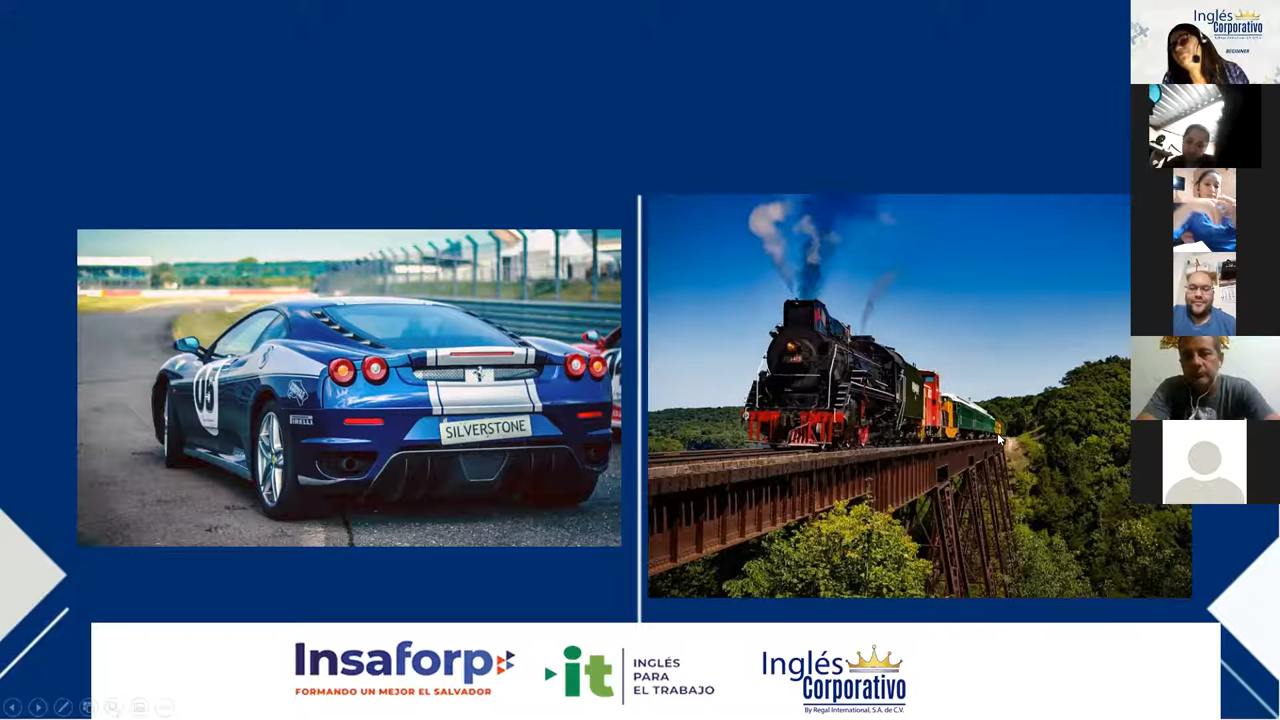 Inglés
Corporativo
BEGINNER
05
PIRELLI
SILVERSTONE
Insaforp
FORMANDO UN MEJOR EL SALVADOR
it
INGLÉS
PARA
EL TRABAJO
Inglés
Corporativo
By Regal International, S.A. de C.V.